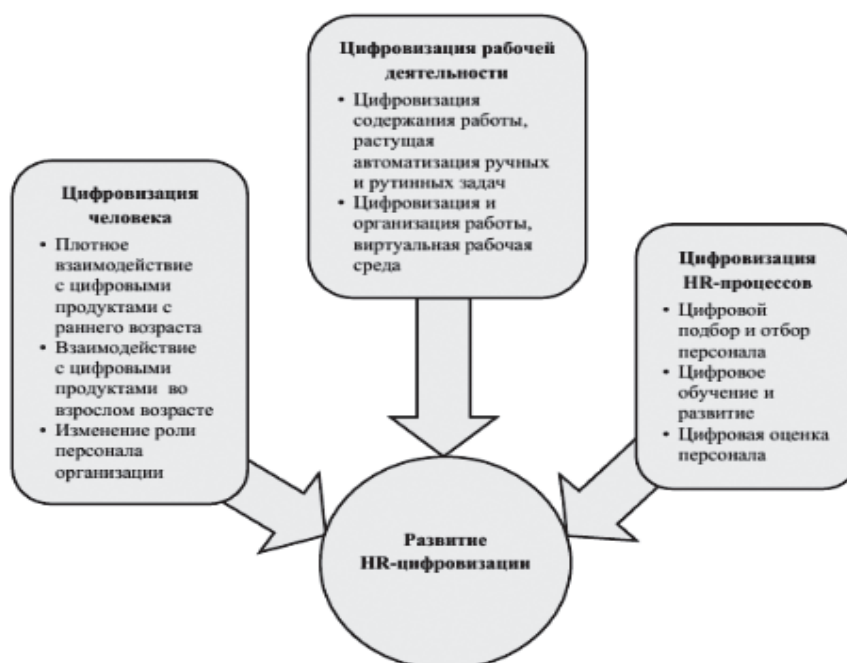 Цифровизация рабочей
деятельности
• Цифровизация
содержания работы,
растущая
автоматизация ручных
и рутинных задач
• Цифровизация и
организация работы,
виртуальная рабочая
среда
Цифровизация
человека
• Плотное
взаимодействие
с цифровыми
продуктами с
раннего возраста
• Взаимодействие
с цифровыми
продуктами во
взрослом возрасте
• Изменение роли
персонала
организации
Цифровизация
HR-процессов
• Цифровой
подбор и отбор
персонала
• Цифровое
обучение и
развитие
• Цифровая оценка
персонала
Развитие
HR-цифровизации